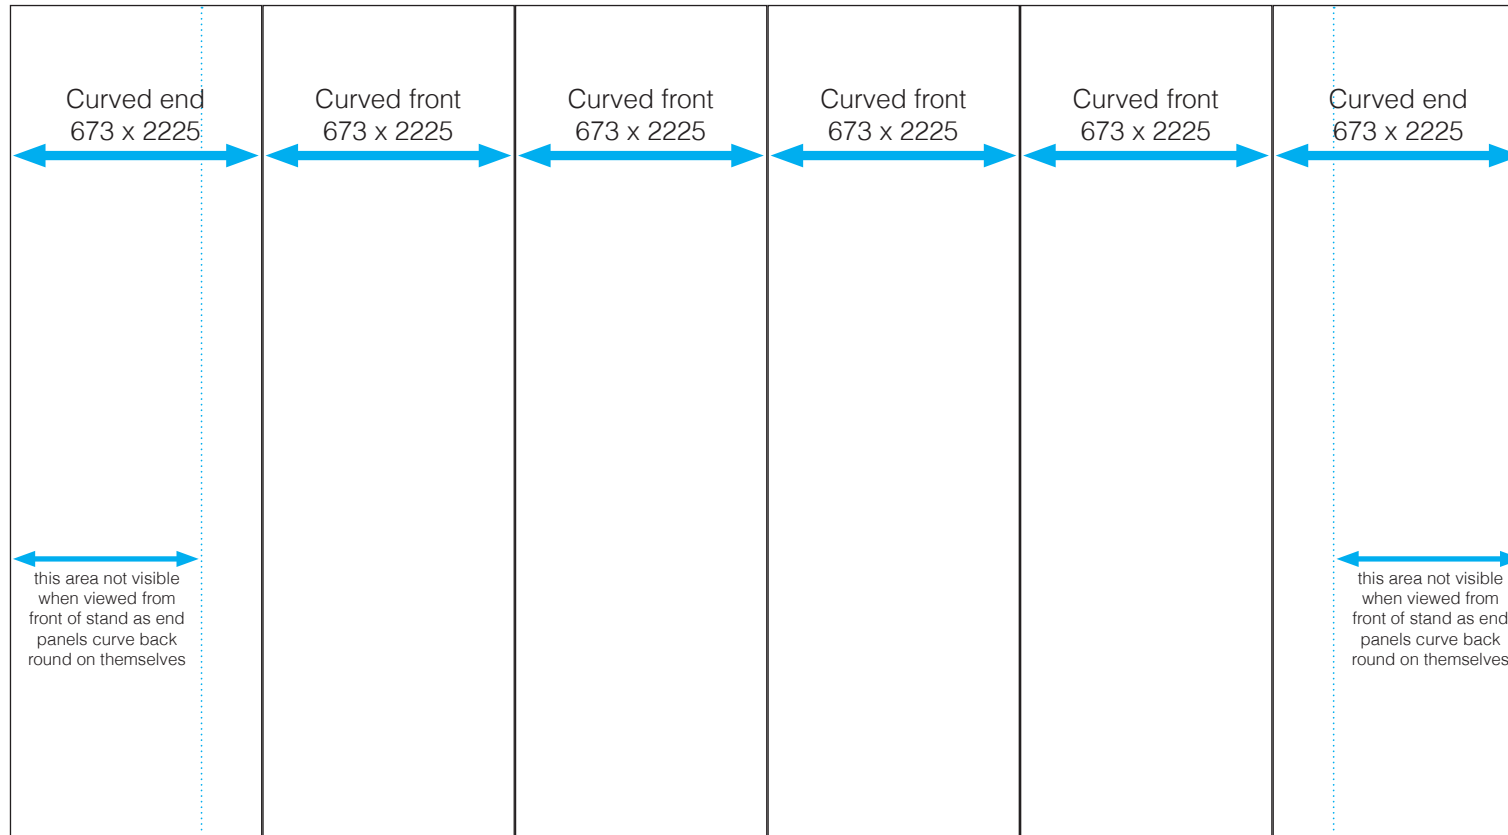 Curved end
673 x 2225
Curved front
673 x 2225
Curved front
673 x 2225
Curved front
673 x 2225
Curved front
673 x 2225
Curved end
673 x 2225
this area not visible
when viewed from
front of stand as end
panels curve back
round on themselves
this area not visible
when viewed from
front of stand as end
panels curve back
round on themselves